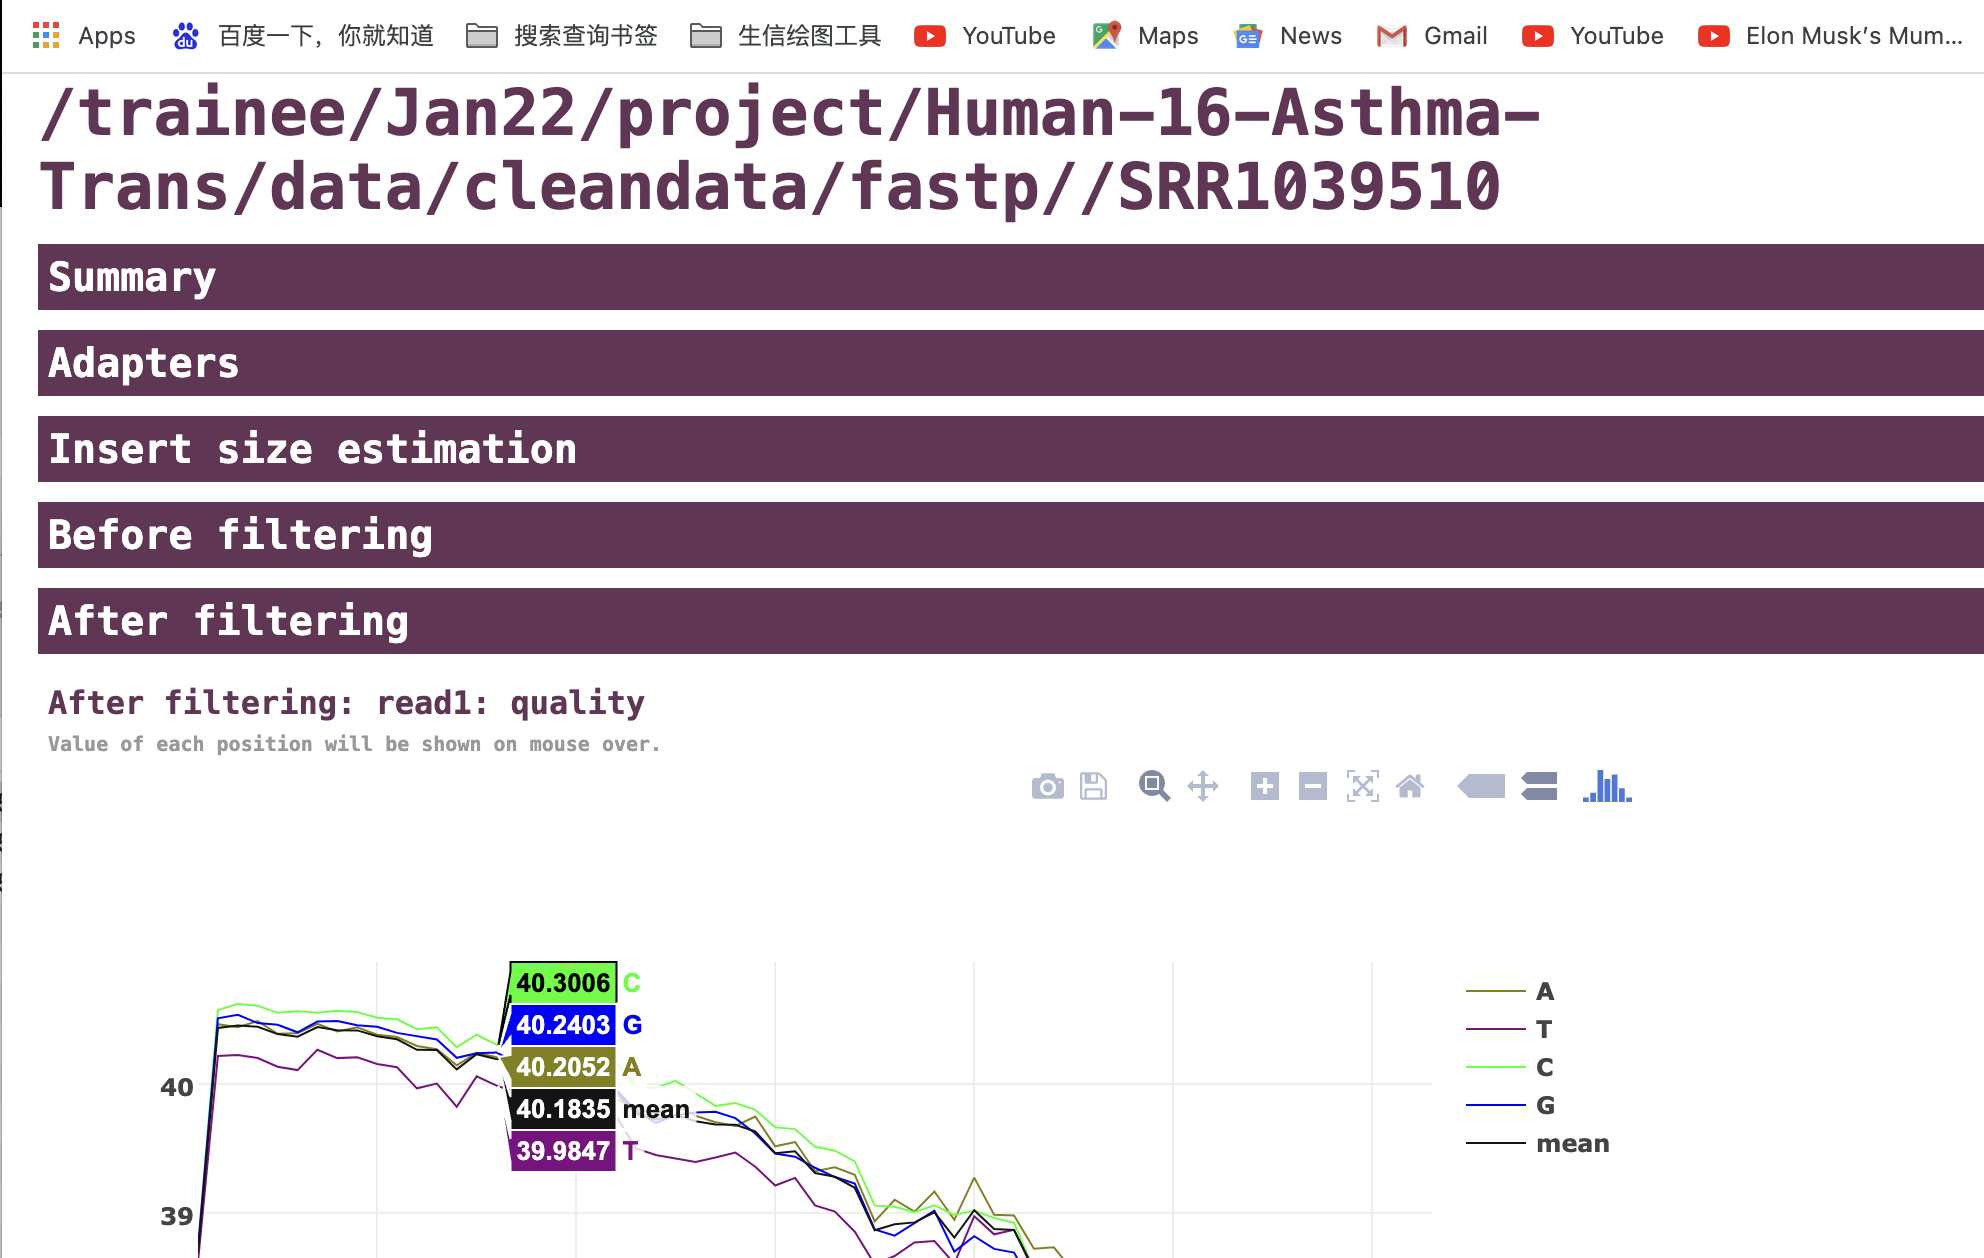 Apps 百度一下，你就知道 搜索查询书签 生信绘图工具 YouTube Maps News Gmail YouTube Elon Musk's Mum...
/trainee/Jan22/project/Human-16-Asthma-
Trans/data/cleandata/fastp//SRR1039510
Summary
Adapters
Insert size estimation
Before filtering
After filtering
After filtering: read1: quality
Value of each position will be shown on mouse over.
40.3006 C
40.2403 G
40.2052 A
40.1835 mean
39.9847 T
40
39
A
T
C
G
mean